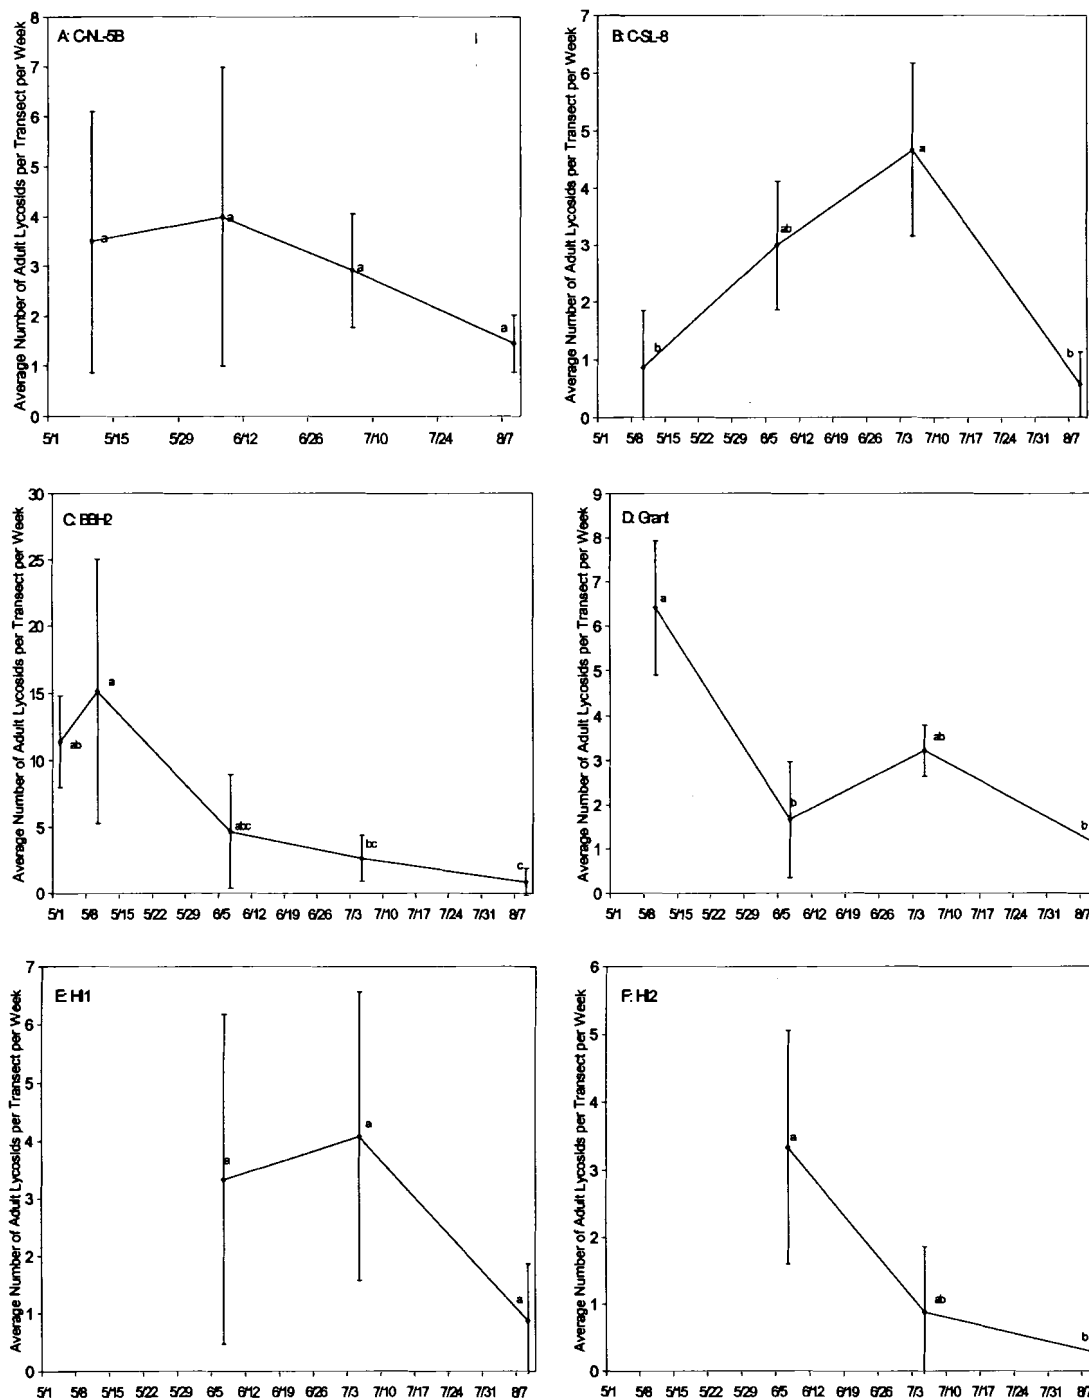 Average Number of Adult Lycosids per Transect per Week
A: C-NL-5B
8
7
6
5
4
3
2
1
0
a
a
a
a
5/1 5/15 5/29 6/12 6/26 7/10 7/24 8/7
Average Number of Adult Lycosids per Transect per Week
B: C-SL-8
7
6
5
4
3
2
1
0
b
ab
a
b
5/1 5/8 5/15 5/22 5/29 6/5 6/12 6/19 6/26 7/3 7/10 7/17 7/24 7/31 8/7
Average Number of Adult Lycosids per Transect per Week
C: BBH2
30
25
20
15
10
5
0
ab
a
abc
bc
c
5/1 5/8 5/15 5/22 5/29 6/5 6/12 6/19 6/26 7/3 7/10 7/17 7/24 7/31 8/7
Average Number of Adult Lycosids per Transect per Week
D: Grant
9
8
7
6
5
4
3
2
1
0
a
b
ab
b
5/1 5/8 5/15 5/22 5/29 6/5 6/12 6/19 6/26 7/3 7/10 7/17 7/24 7/31 8/7
Average Number of Adult Lycosids per Transect per Week
E: HI1
7
6
5
4
3
2
1
0
a
a
a
5/1 5/8 5/15 5/22 5/29 6/5 6/12 6/19 6/26 7/3 7/10 7/17 7/24 7/31 8/7
Average Number of Adult Lycosids per Transect per Week
F: HI2
6
5
4
3
2
1
0
a
ab
b
5/1 5/8 5/15 5/22 5/29 6/5 6/12 6/19 6/26 7/3 7/10 7/17 7/24 7/31 8/7